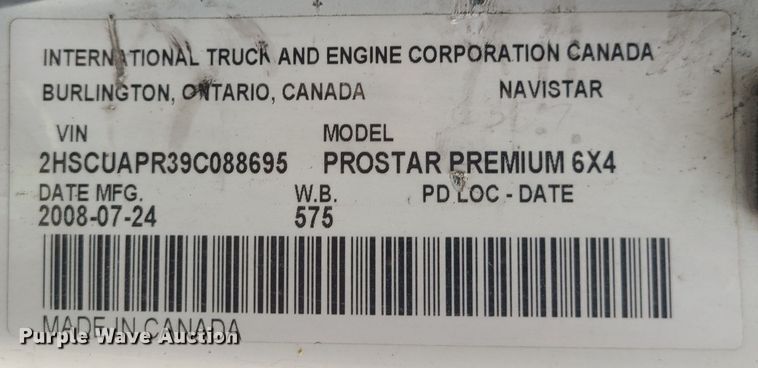 INTERNATIONAL TRUCK AND ENGINE CORPORATION CANADA
BURLINGTON, ONTARIO, CANADA NAVISTAR
VIN MODEL
2HSCUAPR39C088695 PROSTAR PREMIUM 6X4
DATE MFG. W.B. PD LOC - DATE
2008-07-24 575
MADE IN CANADA
Purple Wave Auction